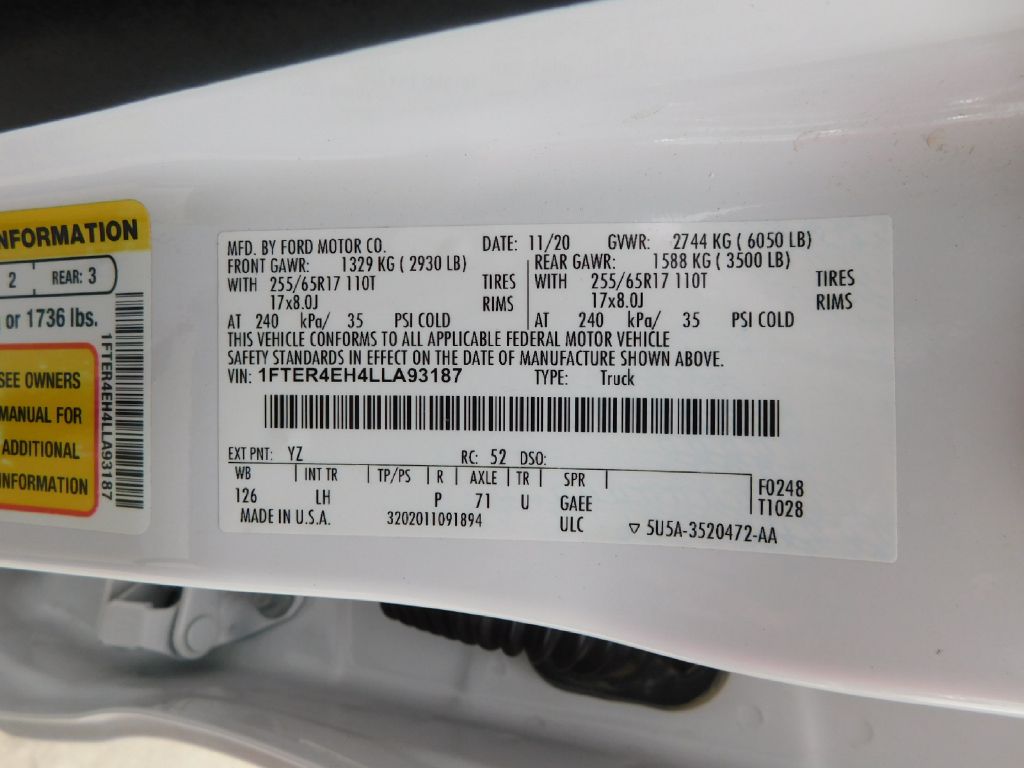 NFORMATION
2 REAR: 3
or 1736 lbs.
SEE OWNERS
MANUAL FOR
ADDITIONAL
INFORMATION
1FTER4EH4LLA93187
MFD. BY FORD MOTOR CO. DATE: 11/20 GVWR: 2744 KG ( 6050 LB)
FRONT GAWR: 1329 KG ( 2930 LB) REAR GAWR: 1588 KG ( 3500 LB)
WITH 255/65R17 110T TIRES WITH 255/65R17 110T TIRES
17x8.0J RIMS 17x8.0J RIMS
AT 240 kPa/ 35 PSI COLD AT 240 kPa/ 35 PSI COLD
THIS VEHICLE CONFORMS TO ALL APPLICABLE FEDERAL MOTOR VEHICLE
SAFETY STANDARDS IN EFFECT ON THE DATE OF MANUFACTURE SHOWN ABOVE.
VIN: 1FTER4EH4LLA93187 TYPE: Truck
EXT PNT: YZ RC: 52 DSO:
WB INT TR TP/PS R AXLE TR SPR
126 LH P 71 U GAEE F0248
ULC T1028
MADE IN U.S.A. 3202011091894 ▽ 5U5A-3520472-AA